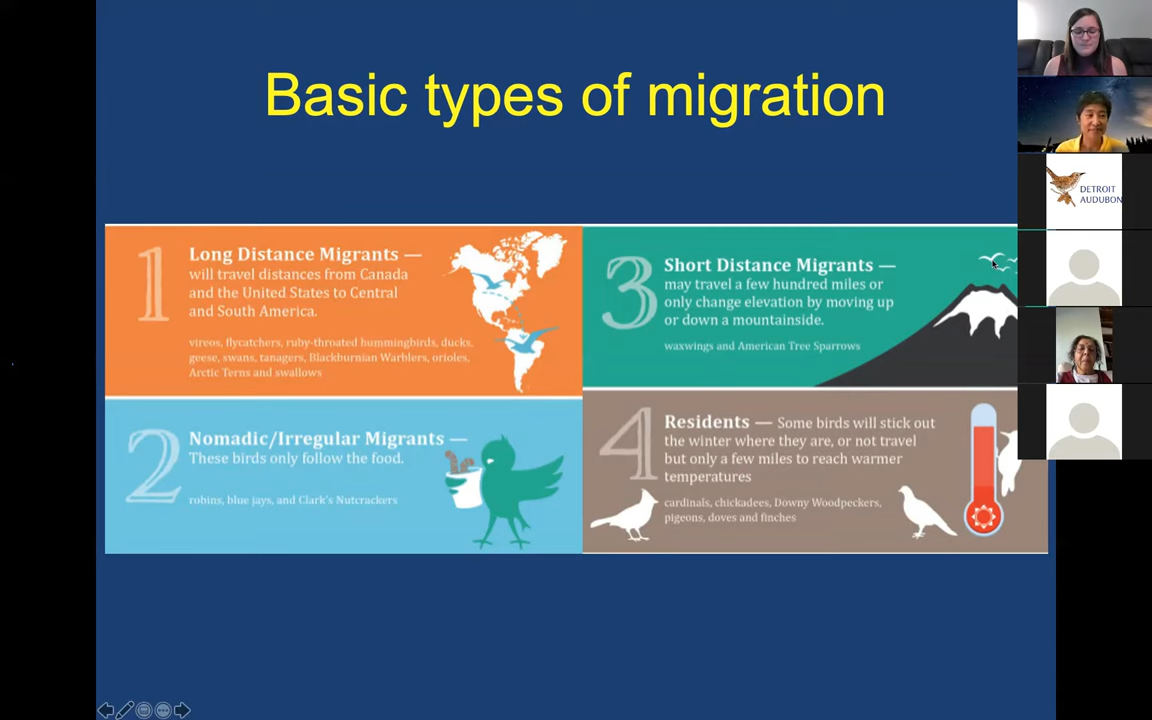 Basic types of migration
1
Long Distance Migrants —
will travel distances from Canada
and the United States to Central
and South America.
vireos, flycatchers, ruby-throated hummingbirds, ducks,
geese, swans, tanagers, Blackburnian Warblers, orioles,
Arctic Terns and swallows
2
Nomadic/Irregular Migrants —
These birds only follow the food.
robins, blue jays, and Clark's Nutcrackers
3
Short Distance Migrants —
may travel a few hundred miles or
only change elevation by moving up
or down a mountainside.
waxwings and American Tree Sparrows
4
Residents — Some birds will stick out
the winter where they are, or not travel
but only a few miles to reach warmer
temperatures
cardinals, chickadees, Downy Woodpeckers,
pigeons, doves and finches
DETROIT
AUDUBON